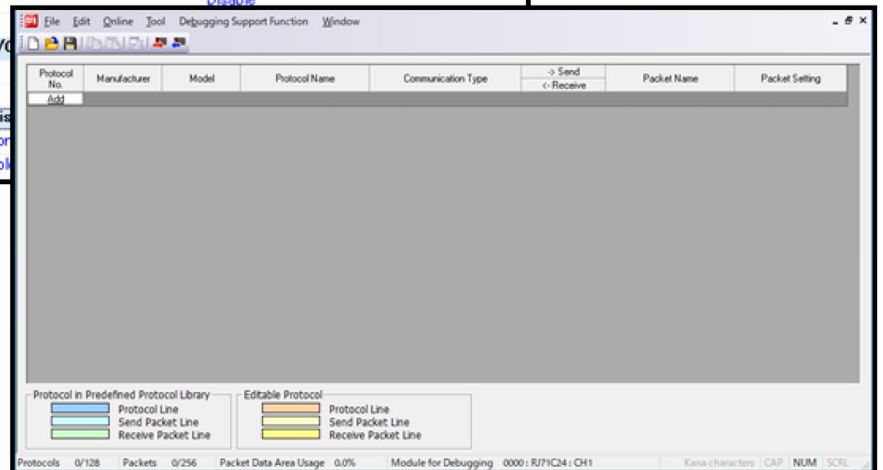 Disable
File Edit Online Tool Debugging Support Function Window
Protocol No. Manufacturer Model Protocol Name Communication Type -> Send Packet Name Packet Setting
<- Receive
Add
Protocol in Predefined Protocol Library Editable Protocol
Protocol Line Protocol Line
Send Packet Line Send Packet Line
Receive Packet Line Receive Packet Line
Protocols 0/128 Packets 0/256 Packet Data Area Usage 0.0% Module for Debugging 0000 : RJ71C24 : CH1 Kana characters CAP NUM SCRL